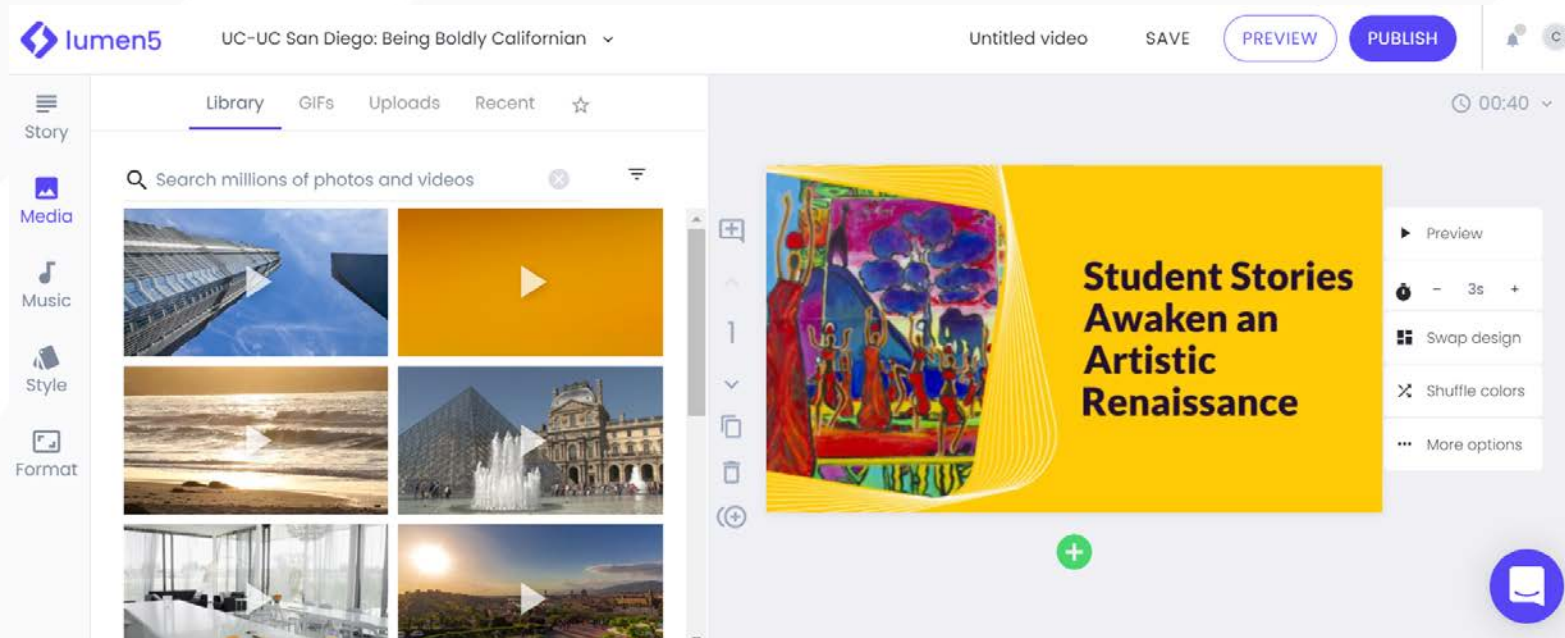 lumen5
UC-UC San Diego: Being Boldly Californian
Untitled video
SAVE
PREVIEW
PUBLISH
C
Story
Media
Music
Style
Format
Library
GIFs
Uploads
Recent
Search millions of photos and videos
00:40
1
Student Stories
Awaken an
Artistic
Renaissance
Preview
- 3s +
Swap design
Shuffle colors
More options